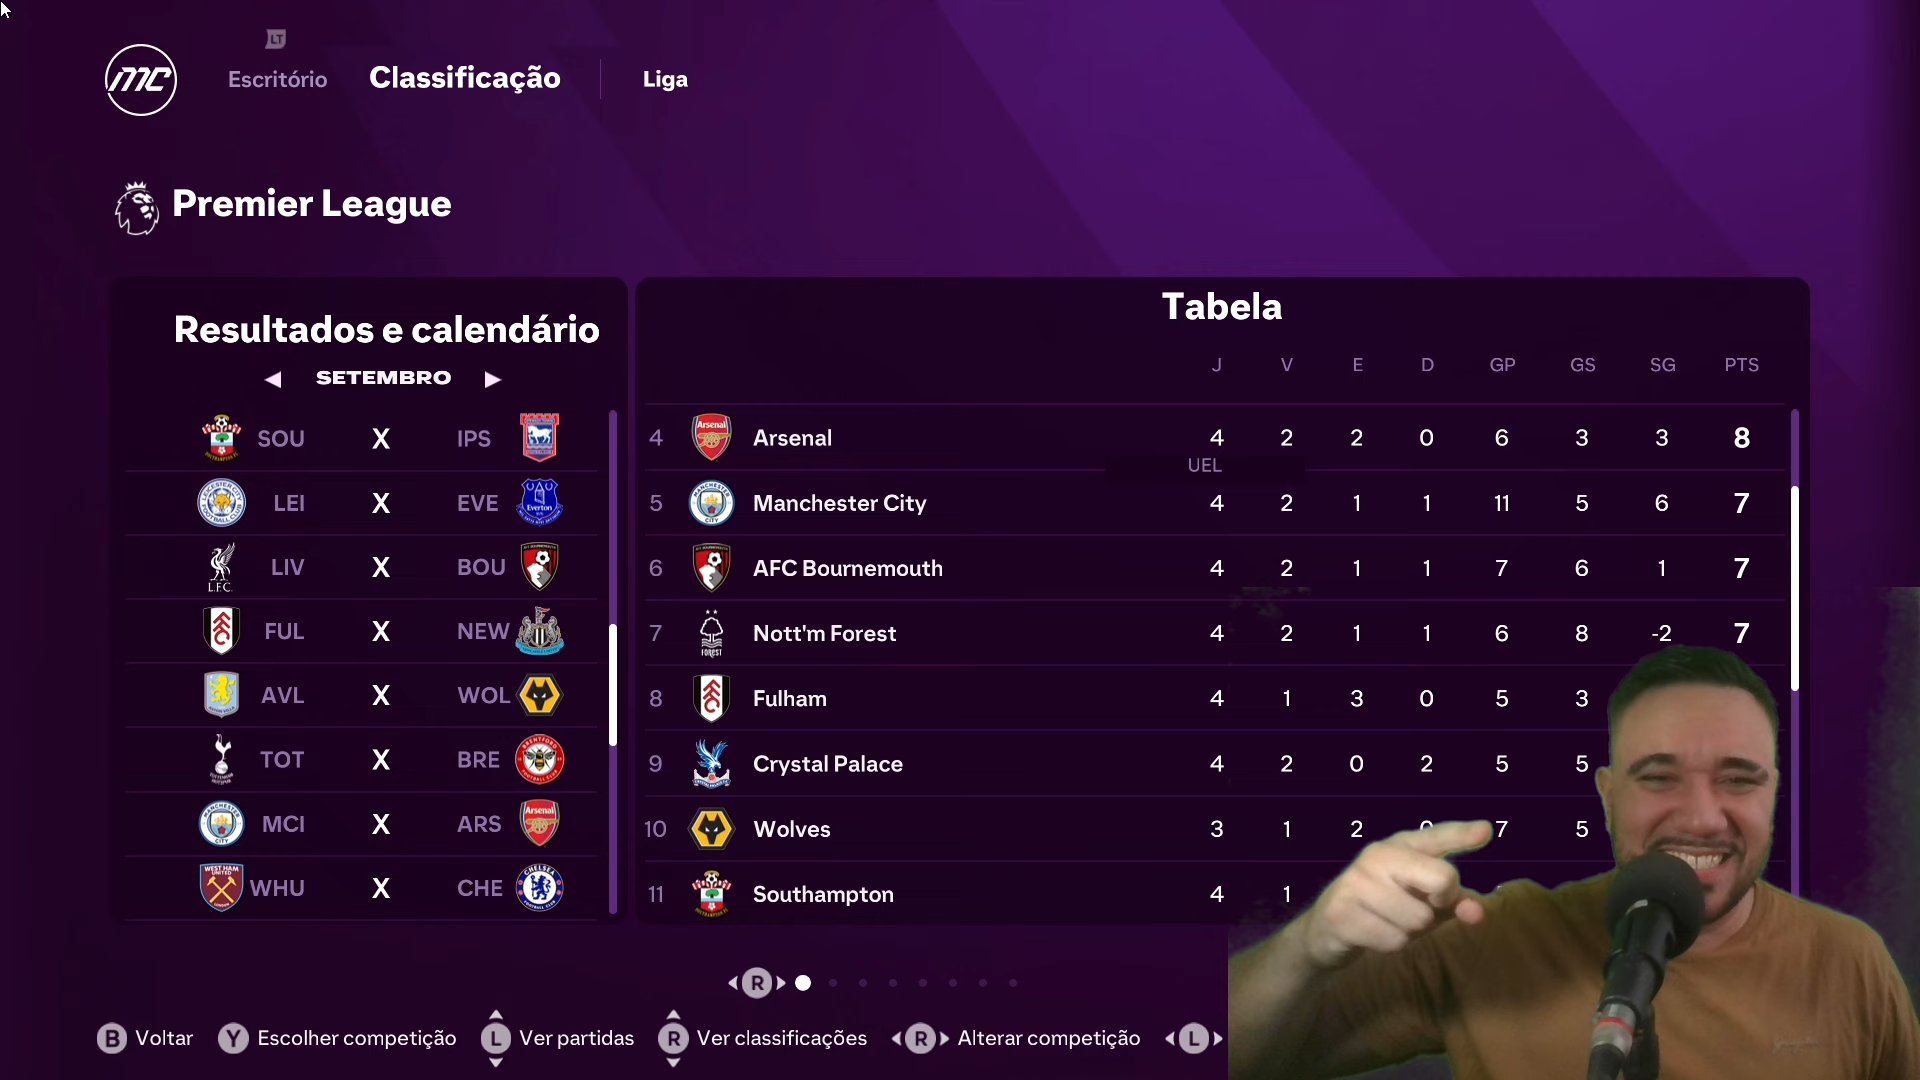 LT
MC Escritório Classificação Liga
Premier League
Resultados e calendário
SETEMBRO
SOU X IPS
LEI X EVE
LIV X BOU
FUL X NEW
AVL X WOL
TOT X BRE
MCI X ARS
WHU X CHE
Tabela
J V E D GP GS SG PTS
4 Arsenal 4 2 2 0 6 3 3 8
UEL
5 Manchester City 4 2 1 1 11 5 6 7
6 AFC Bournemouth 4 2 1 1 7 6 1 7
7 Nott'm Forest 4 2 1 1 6 8 -2 7
8 Fulham 4 1 3 0 5 3
9 Crystal Palace 4 2 0 2 5 5
10 Wolves 3 1 2 0 7 5
11 Southampton 4 1
R
B Voltar Y Escolher competição L Ver partidas R Ver classificações R Alterar competição L